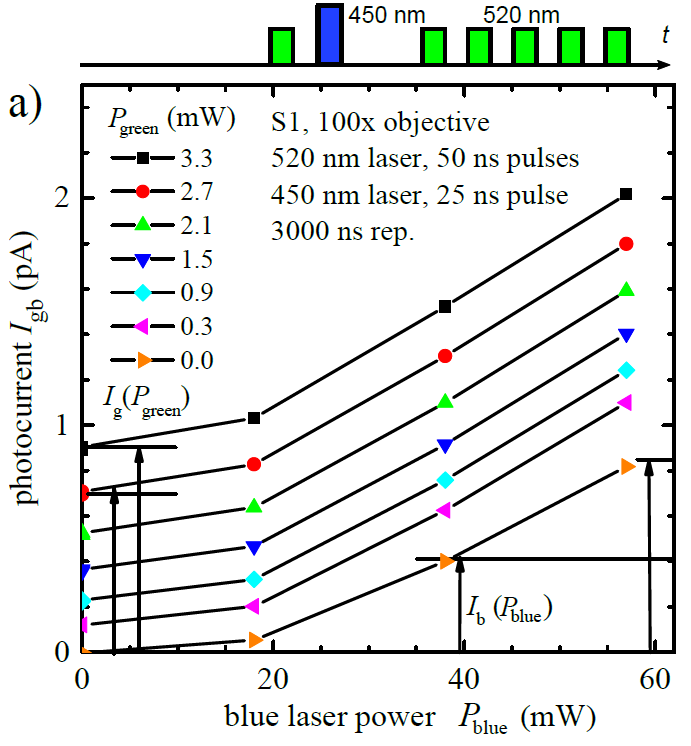 450 nm 520 nm t
a)
P_green (mW)
3.3
2.7
2.1
1.5
0.9
0.3
0.0
S1, 100x objective
520 nm laser, 50 ns pulses
450 nm laser, 25 ns pulse
3000 ns rep.
I_g(P_green)
I_b(P_blue)
photocurrent I_gb (pA)
2
1
0
0 20 40 60
blue laser power P_blue (mW)